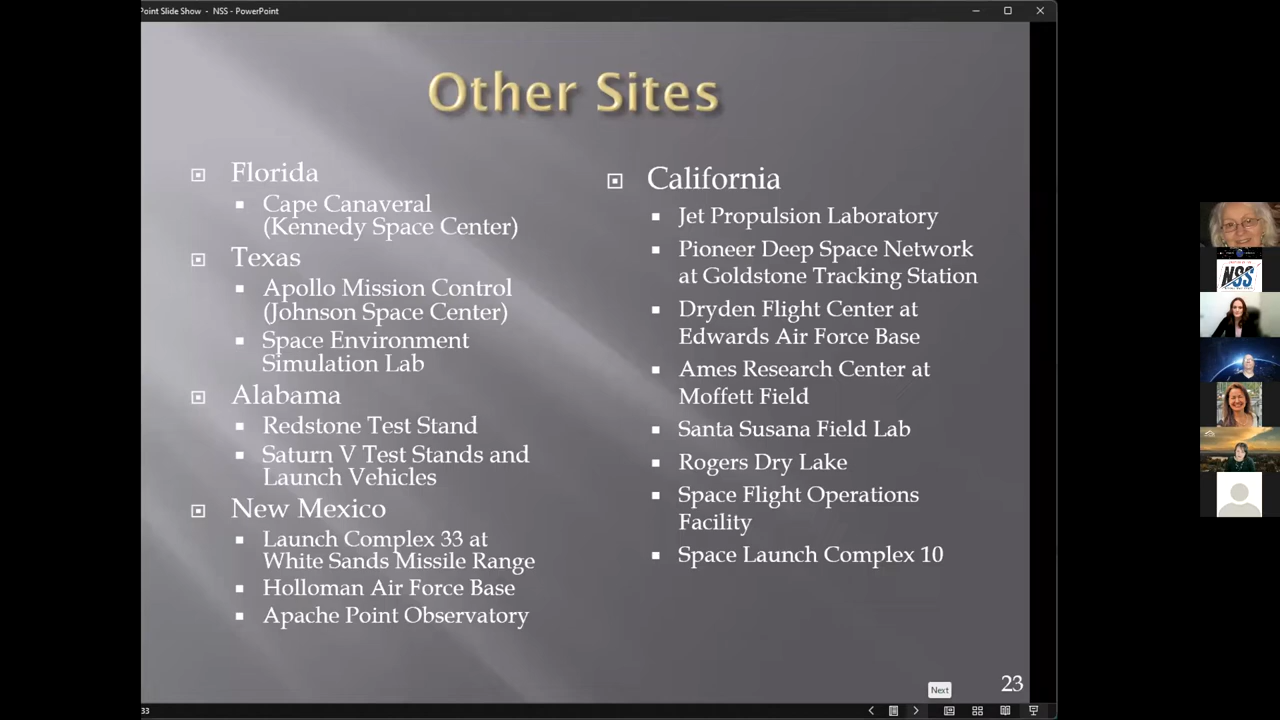 Point Slide Show - NSS - PowerPoint
Other Sites
Florida
Cape Canaveral
(Kennedy Space Center)
Texas
Apollo Mission Control
(Johnson Space Center)
Space Environment
Simulation Lab
Alabama
Redstone Test Stand
Saturn V Test Stands and
Launch Vehicles
New Mexico
Launch Complex 33 at
White Sands Missile Range
Holloman Air Force Base
Apache Point Observatory
California
Jet Propulsion Laboratory
Pioneer Deep Space Network
at Goldstone Tracking Station
Dryden Flight Center at
Edwards Air Force Base
Ames Research Center at
Moffett Field
Santa Susana Field Lab
Rogers Dry Lake
Space Flight Operations
Facility
Space Launch Complex 10
Next
23
33
NSS